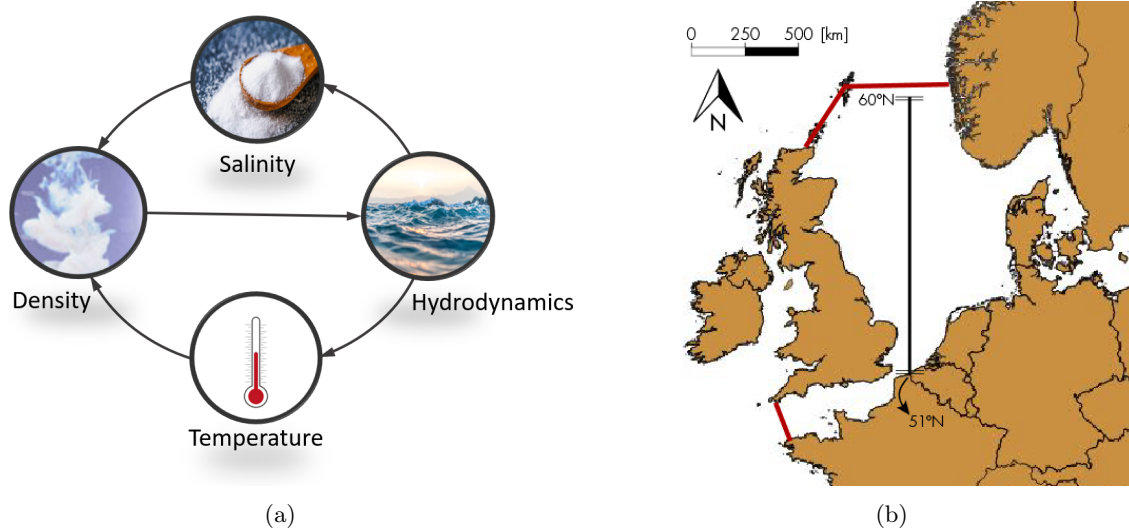 Salinity
Density
Hydrodynamics
Temperature
(a)
0 250 500 [km]
N
60°N
51°N
(b)